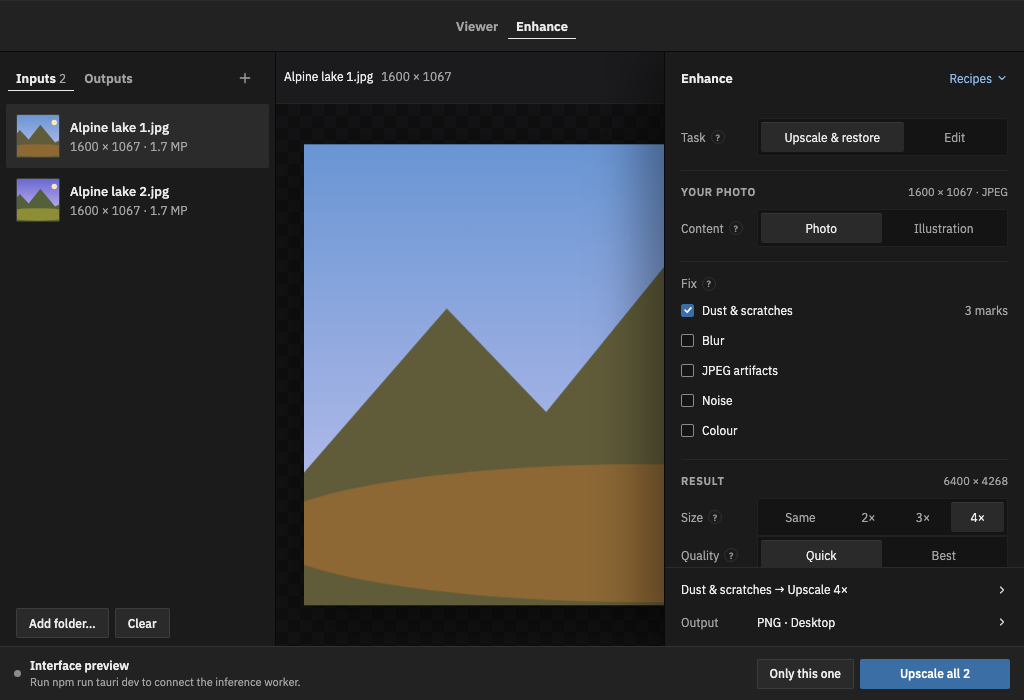 Viewer Enhance
Inputs 2 Outputs +
Alpine lake 1.jpg
1600 × 1067 · 1.7 MP
Alpine lake 2.jpg
1600 × 1067 · 1.7 MP
Add folder... Clear
Alpine lake 1.jpg 1600 × 1067
Enhance Recipes
Task ? Upscale & restore Edit
YOUR PHOTO 1600 × 1067 · JPEG
Content ? Photo Illustration
Fix ?
Dust & scratches 3 marks
Blur
JPEG artifacts
Noise
Colour
RESULT 6400 × 4268
Size ? Same 2× 3× 4×
Quality ? Quick Best
Dust & scratches → Upscale 4×
Output PNG · Desktop
Interface preview
Run npm run tauri dev to connect the inference worker.
Only this one Upscale all 2